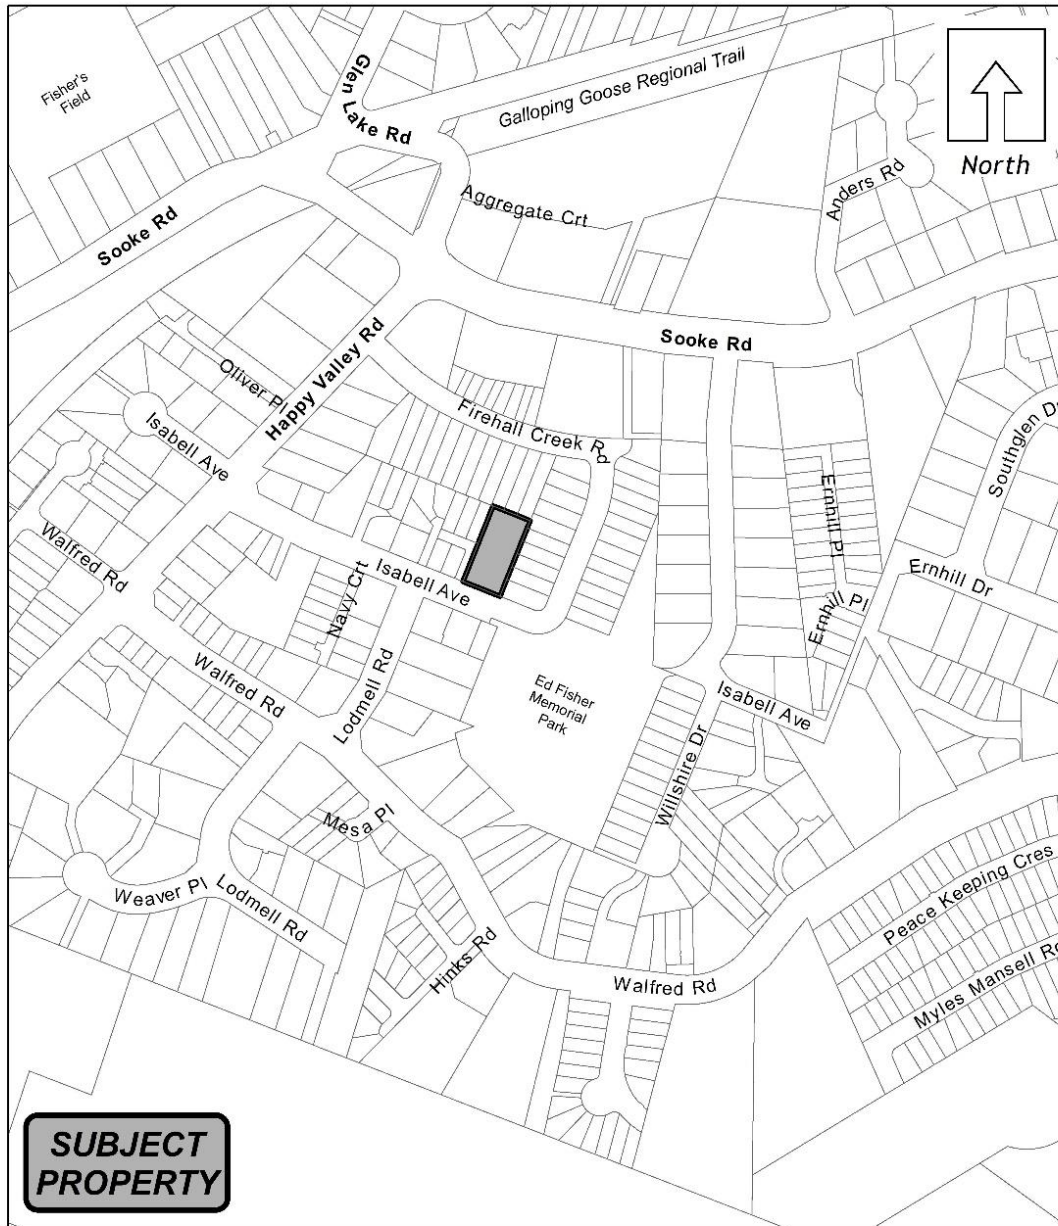 Fisher's
Field
Glen
Lake Rd
Galloping Goose Regional Trail
North
Anders Rd
Aggregate Crt
Sooke Rd
Sooke Rd
Happy Valley Rd
Oliver Pl
Isabell Ave
Firehall Creek Rd
Southglen Dr
Ernhill Pl
Walfred Rd
Isabell Ave
Navy Crt
Ernhill Dr
Ernhill Pl
Walfred Rd
Lodmell Rd
Ed Fisher
Memorial
Park
Isabell Ave
Willshire Dr
Mesa Pl
Weaver Pl
Lodmell Rd
Hinks Rd
Walfred Rd
Peace Keeping Cres
Myles Mansell Rd
SUBJECT
PROPERTY